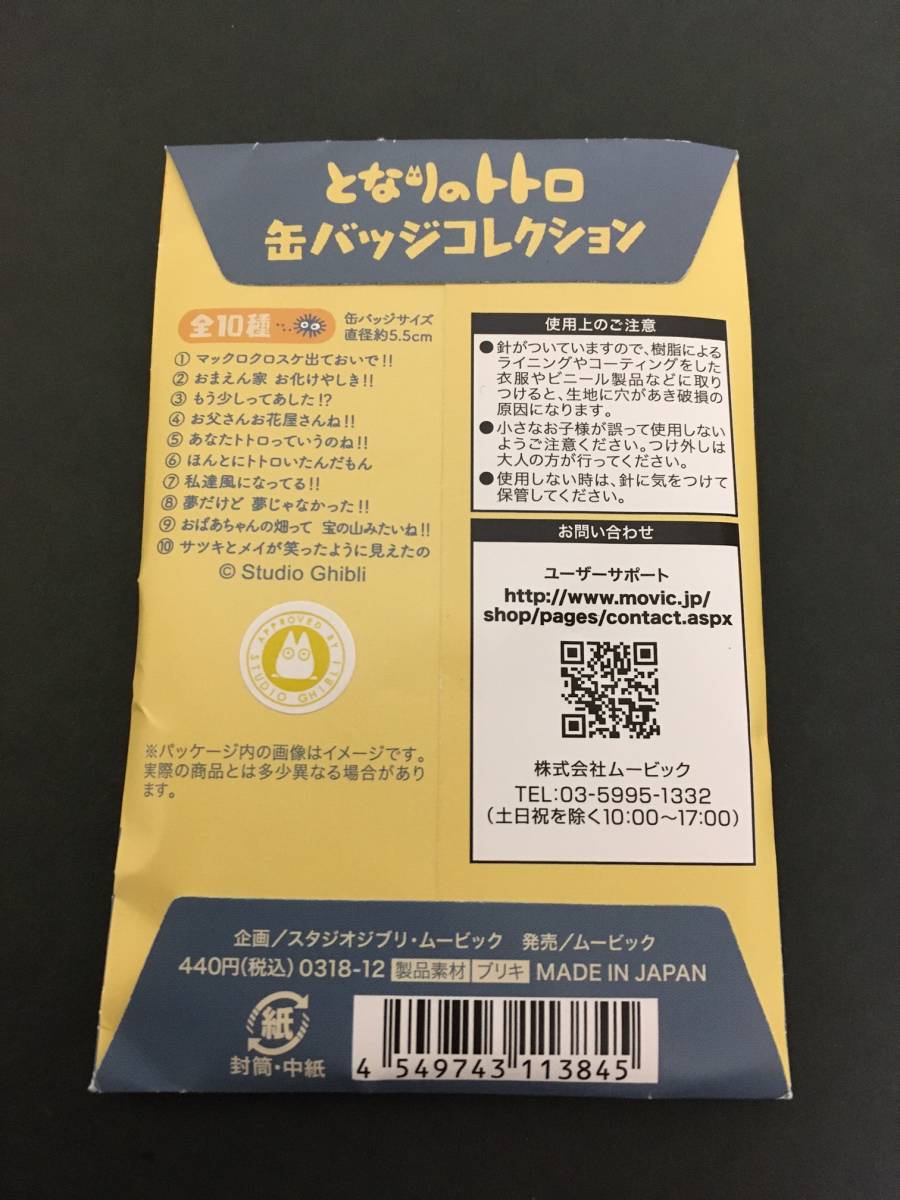 となりのトトロ
缶バッジコレクション
全10種
缶バッジサイズ
直径約5.5cm
① マックロクロスケ出ておいで!!
② おまえん家 お化けやしき!!
③ もう少しってあした!?
④ お父さんお花屋さんね!!
⑤ あなたトトロっていうのね!!
⑥ ほんとにトトロいたんだもん
⑦ 私達風になってる!!
⑧ 夢だけど 夢じゃなかった!!
⑨ おばあちゃんの畑って 宝の山みたいね!!
⑩ サツキとメイが笑ったように見えたの
© Studio Ghibli
APPROVED BY
STUDIO GHIBLI
※パッケージ内の画像はイメージです。
実際の商品とは多少異なる場合があり
ます。
使用上のご注意
●針がついていますので、樹脂による
ライニングやコーティングをした
衣服やビニール製品などに取り
つけると、生地に穴があき破損の
原因になります。
●小さなお子様が誤って使用しない
ようご注意ください。つけ外しは
大人の方が行ってください。
●使用しない時は、針に気をつけて
保管してください。
お問い合わせ
ユーザーサポート
http://www.movic.jp/
shop/pages/contact.aspx
株式会社ムービック
TEL:03-5995-1332
(土日祝を除く10:00〜17:00)
企画/スタジオジブリ・ムービック 発売/ムービック
440円(税込) 0318-12 製品素材 ブリキ MADE IN JAPAN
紙
封筒・中紙
4 549743 113845